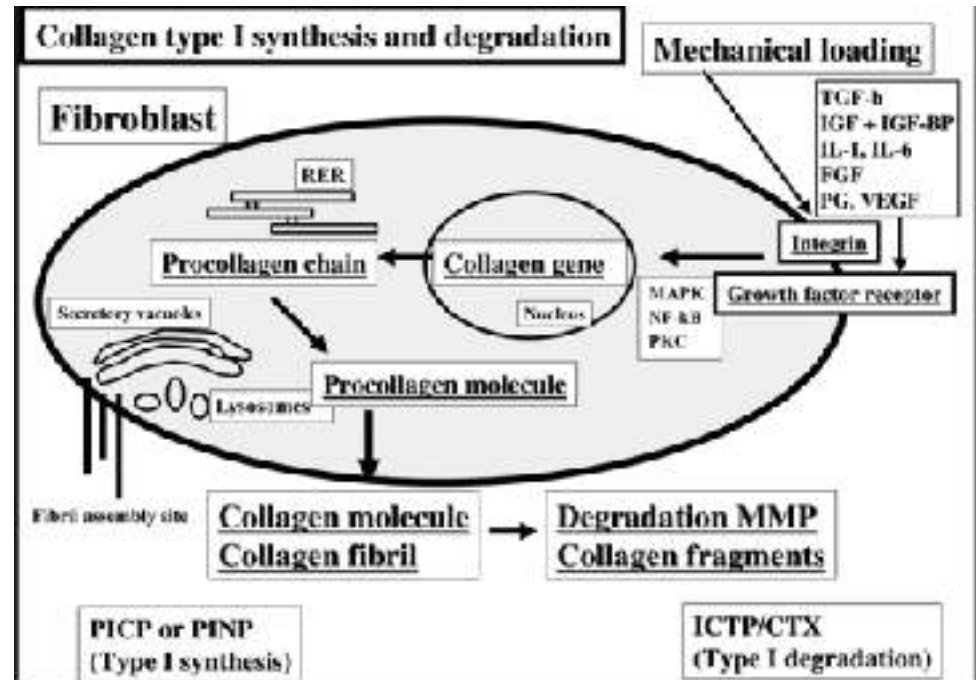 Collagen type I synthesis and degradation
Mechanical loading
Fibroblast
TGF-b
IGF + IGF-BP
IL-1, IL-6
FGF
PG, VEGF
RER
Integrin
Procollagen chain
Collagen gene
Growth factor receptor
MAPK
NF-kB
PKC
Nucleus
Secretory vacuoles
Procollagen molecule
Lysosomes
Fibril assembly site
Collagen molecule
Collagen fibril
Degradation MMP
Collagen fragments
PICP or PINP
(Type I synthesis)
ICTP/CTX
(Type I degradation)